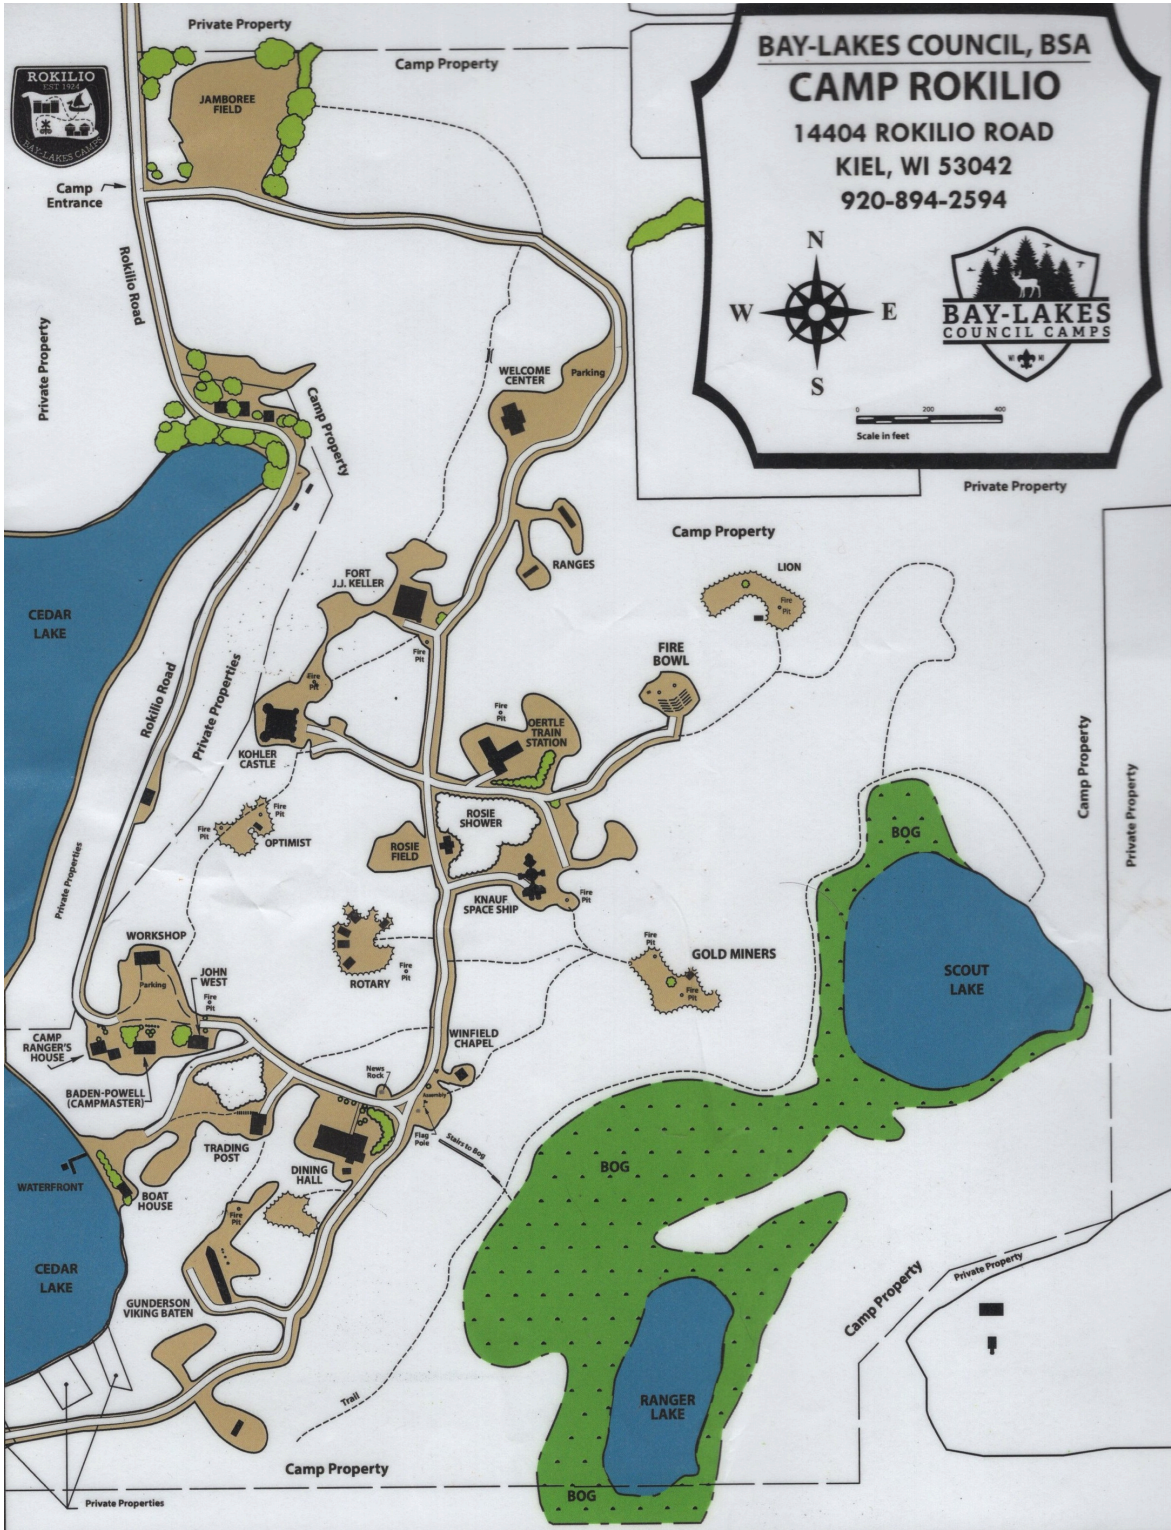 Private Property
Camp Property
ROKILIO
EST. 1924
BAY-LAKES CAMPS
JAMBOREE
FIELD
Camp
Entrance
BAY-LAKES COUNCIL, BSA
CAMP ROKILIO
14404 ROKILIO ROAD
KIEL, WI 53042
920-894-2594
N
W
E
S
BAY-LAKES
COUNCIL CAMPS
0 200 400
Scale in feet
Rokilio Road
Private Property
WELCOME
CENTER
Parking
Camp Property
Private Property
Camp Property
RANGES
LION
Fire
Pit
FORT
J.J. KELLER
Fire
Pit
CEDAR
LAKE
Rokilio Road
Private Properties
Fire
Pit
KOHLER
CASTLE
FIRE
BOWL
Fire
Pit
OERTLE
TRAIN
STATION
Camp Property
Private Property
Fire
Pit
Fire
Pit
OPTIMIST
ROSIE
SHOWER
ROSIE
FIELD
BOG
KNAUF
SPACE SHIP
Fire
Pit
Private Properties
WORKSHOP
Parking
JOHN
WEST
Fire
Pit
ROTARY
Fire
Pit
Fire
Pit
GOLD MINERS
Fire
Pit
SCOUT
LAKE
CAMP
RANGER'S
HOUSE
BADEN-POWELL
(CAMPMASTER)
WINFIELD
CHAPEL
News
Rock
Assembly
Flag
Pole
Stairs to Bog
TRADING
POST
DINING
HALL
BOG
WATERFRONT
BOAT
HOUSE
Fire
Pit
CEDAR
LAKE
GUNDERSON
VIKING BATEN
Camp Property
Private Property
Trail
RANGER
LAKE
Camp Property
BOG
Private Properties